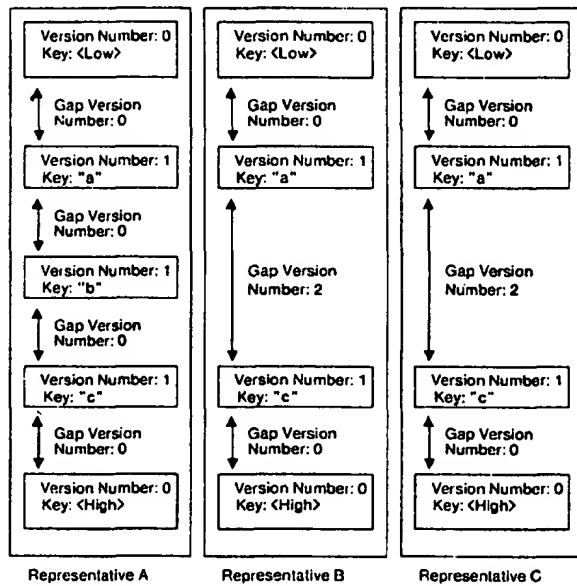 Version Number: 0
Key: <Low>
Gap Version
Number: 0
Version Number: 1
Key: "a"
Gap Version
Number: 0
Version Number: 1
Key: "b"
Gap Version
Number: 0
Version Number: 1
Key: "c"
Gap Version
Number: 0
Version Number: 0
Key: <High>
Representative A
Version Number: 0
Key: <Low>
Gap Version
Number: 0
Version Number: 1
Key: "a"
Gap Version
Number: 2
Version Number: 1
Key: "c"
Gap Version
Number: 0
Version Number: 0
Key: <High>
Representative B
Version Number: 0
Key: <Low>
Gap Version
Number: 0
Version Number: 1
Key: "a"
Gap Version
Number: 2
Version Number: 1
Key: "c"
Gap Version
Number: 0
Version Number: 0
Key: <High>
Representative C